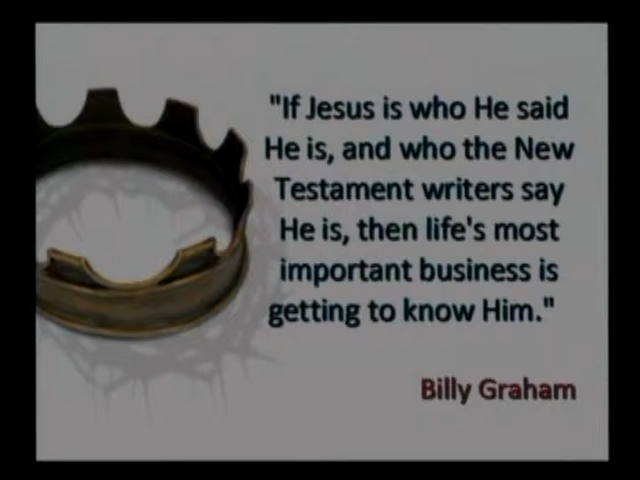 "If Jesus is who He said
He is, and who the New
Testament writers say
He is, then life's most
important business is
getting to know Him."
Billy Graham